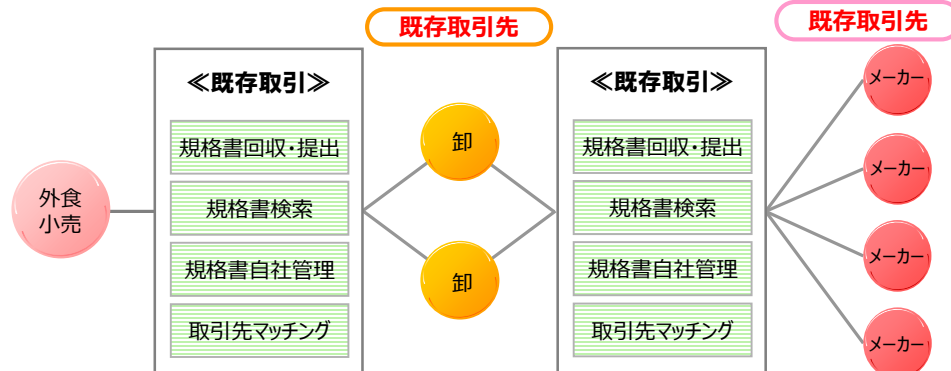 既存取引先
既存取引先
≪既存取引≫
規格書回収・提出
規格書検索
規格書自社管理
取引先マッチング
外食
小売
卸
卸
≪既存取引≫
規格書回収・提出
規格書検索
規格書自社管理
取引先マッチング
メーカー
メーカー
メーカー
メーカー